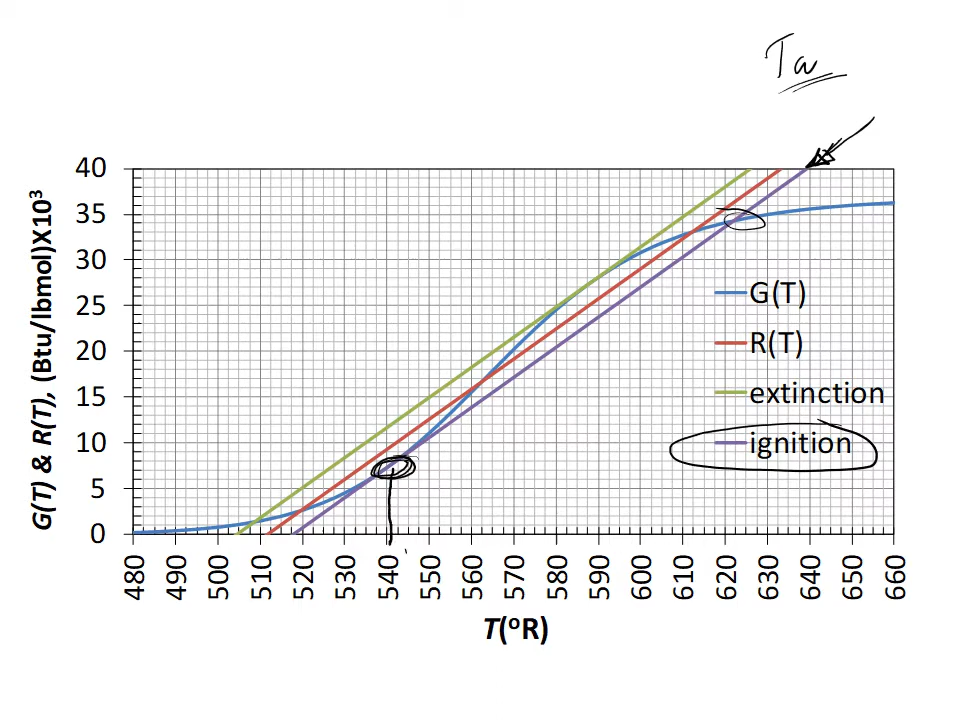 Ta
G(T) & R(T), (Btu/lbmol)X10³
40
35
30
25
20
15
10
5
0
G(T)
R(T)
extinction
ignition
480 490 500 510 520 530 540 550 560 570 580 590 600 610 620 630 640 650 660
T(ºR)